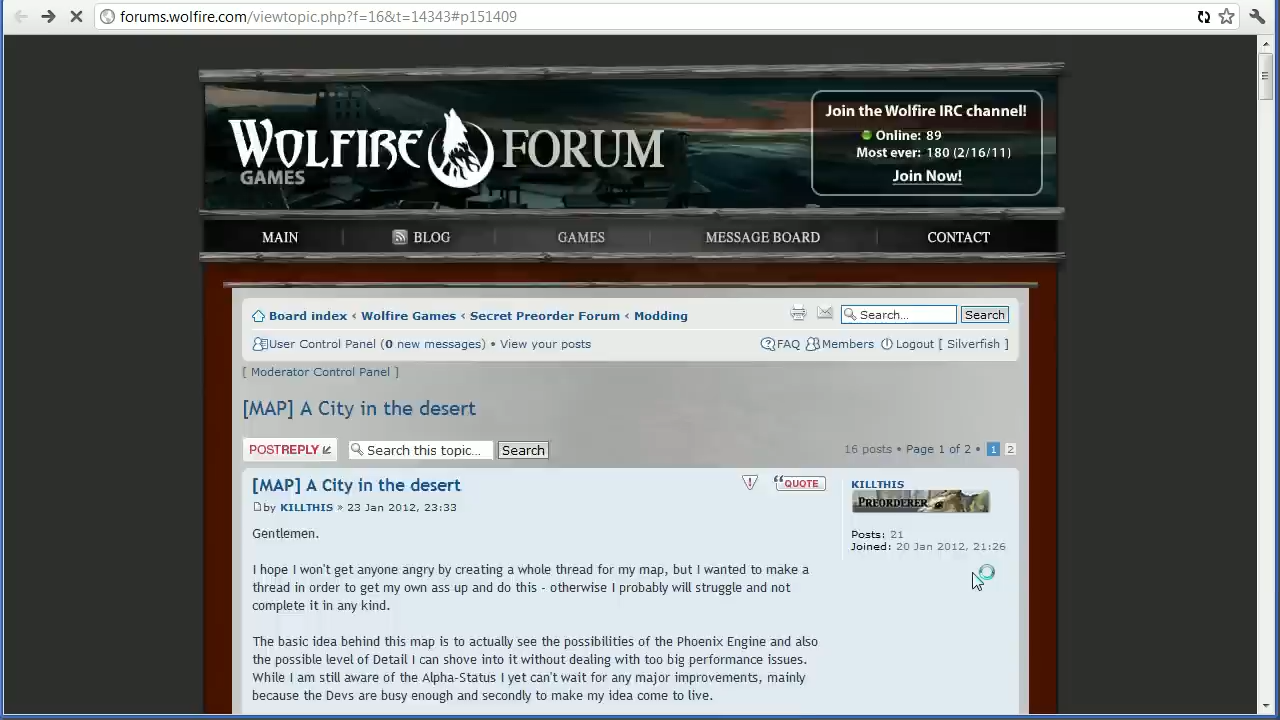 forums.wolfire.com/viewtopic.php?f=16&t=14343#p151409
WOLFIRE GAMES FORUM
Join the Wolfire IRC channel!
Online: 89
Most ever: 180 (2/16/11)
Join Now!
MAIN BLOG GAMES MESSAGE BOARD CONTACT
Board index ‹ Wolfire Games ‹ Secret Preorder Forum ‹ Modding Search... Search
User Control Panel (0 new messages) • View your posts FAQ Members Logout [ Silverfish ]
[ Moderator Control Panel ]
[MAP] A City in the desert
POSTREPLY Search this topic... Search 16 posts • Page 1 of 2 • 1 2
[MAP] A City in the desert QUOTE KILLTHIS
PREORDERER
by KILLTHIS » 23 Jan 2012, 23:33
Posts: 21
Joined: 20 Jan 2012, 21:26
Gentlemen.
I hope I won't get anyone angry by creating a whole thread for my map, but I wanted to make a
thread in order to get my own ass up and do this - otherwise I probably will struggle and not
complete it in any kind.
The basic idea behind this map is to actually see the possibilities of the Phoenix Engine and also
the possible level of Detail I can shove into it without dealing with too big performance issues.
While I am still aware of the Alpha-Status I yet can't wait for any major improvements, mainly
because the Devs are busy enough and secondly to make my idea come to live.